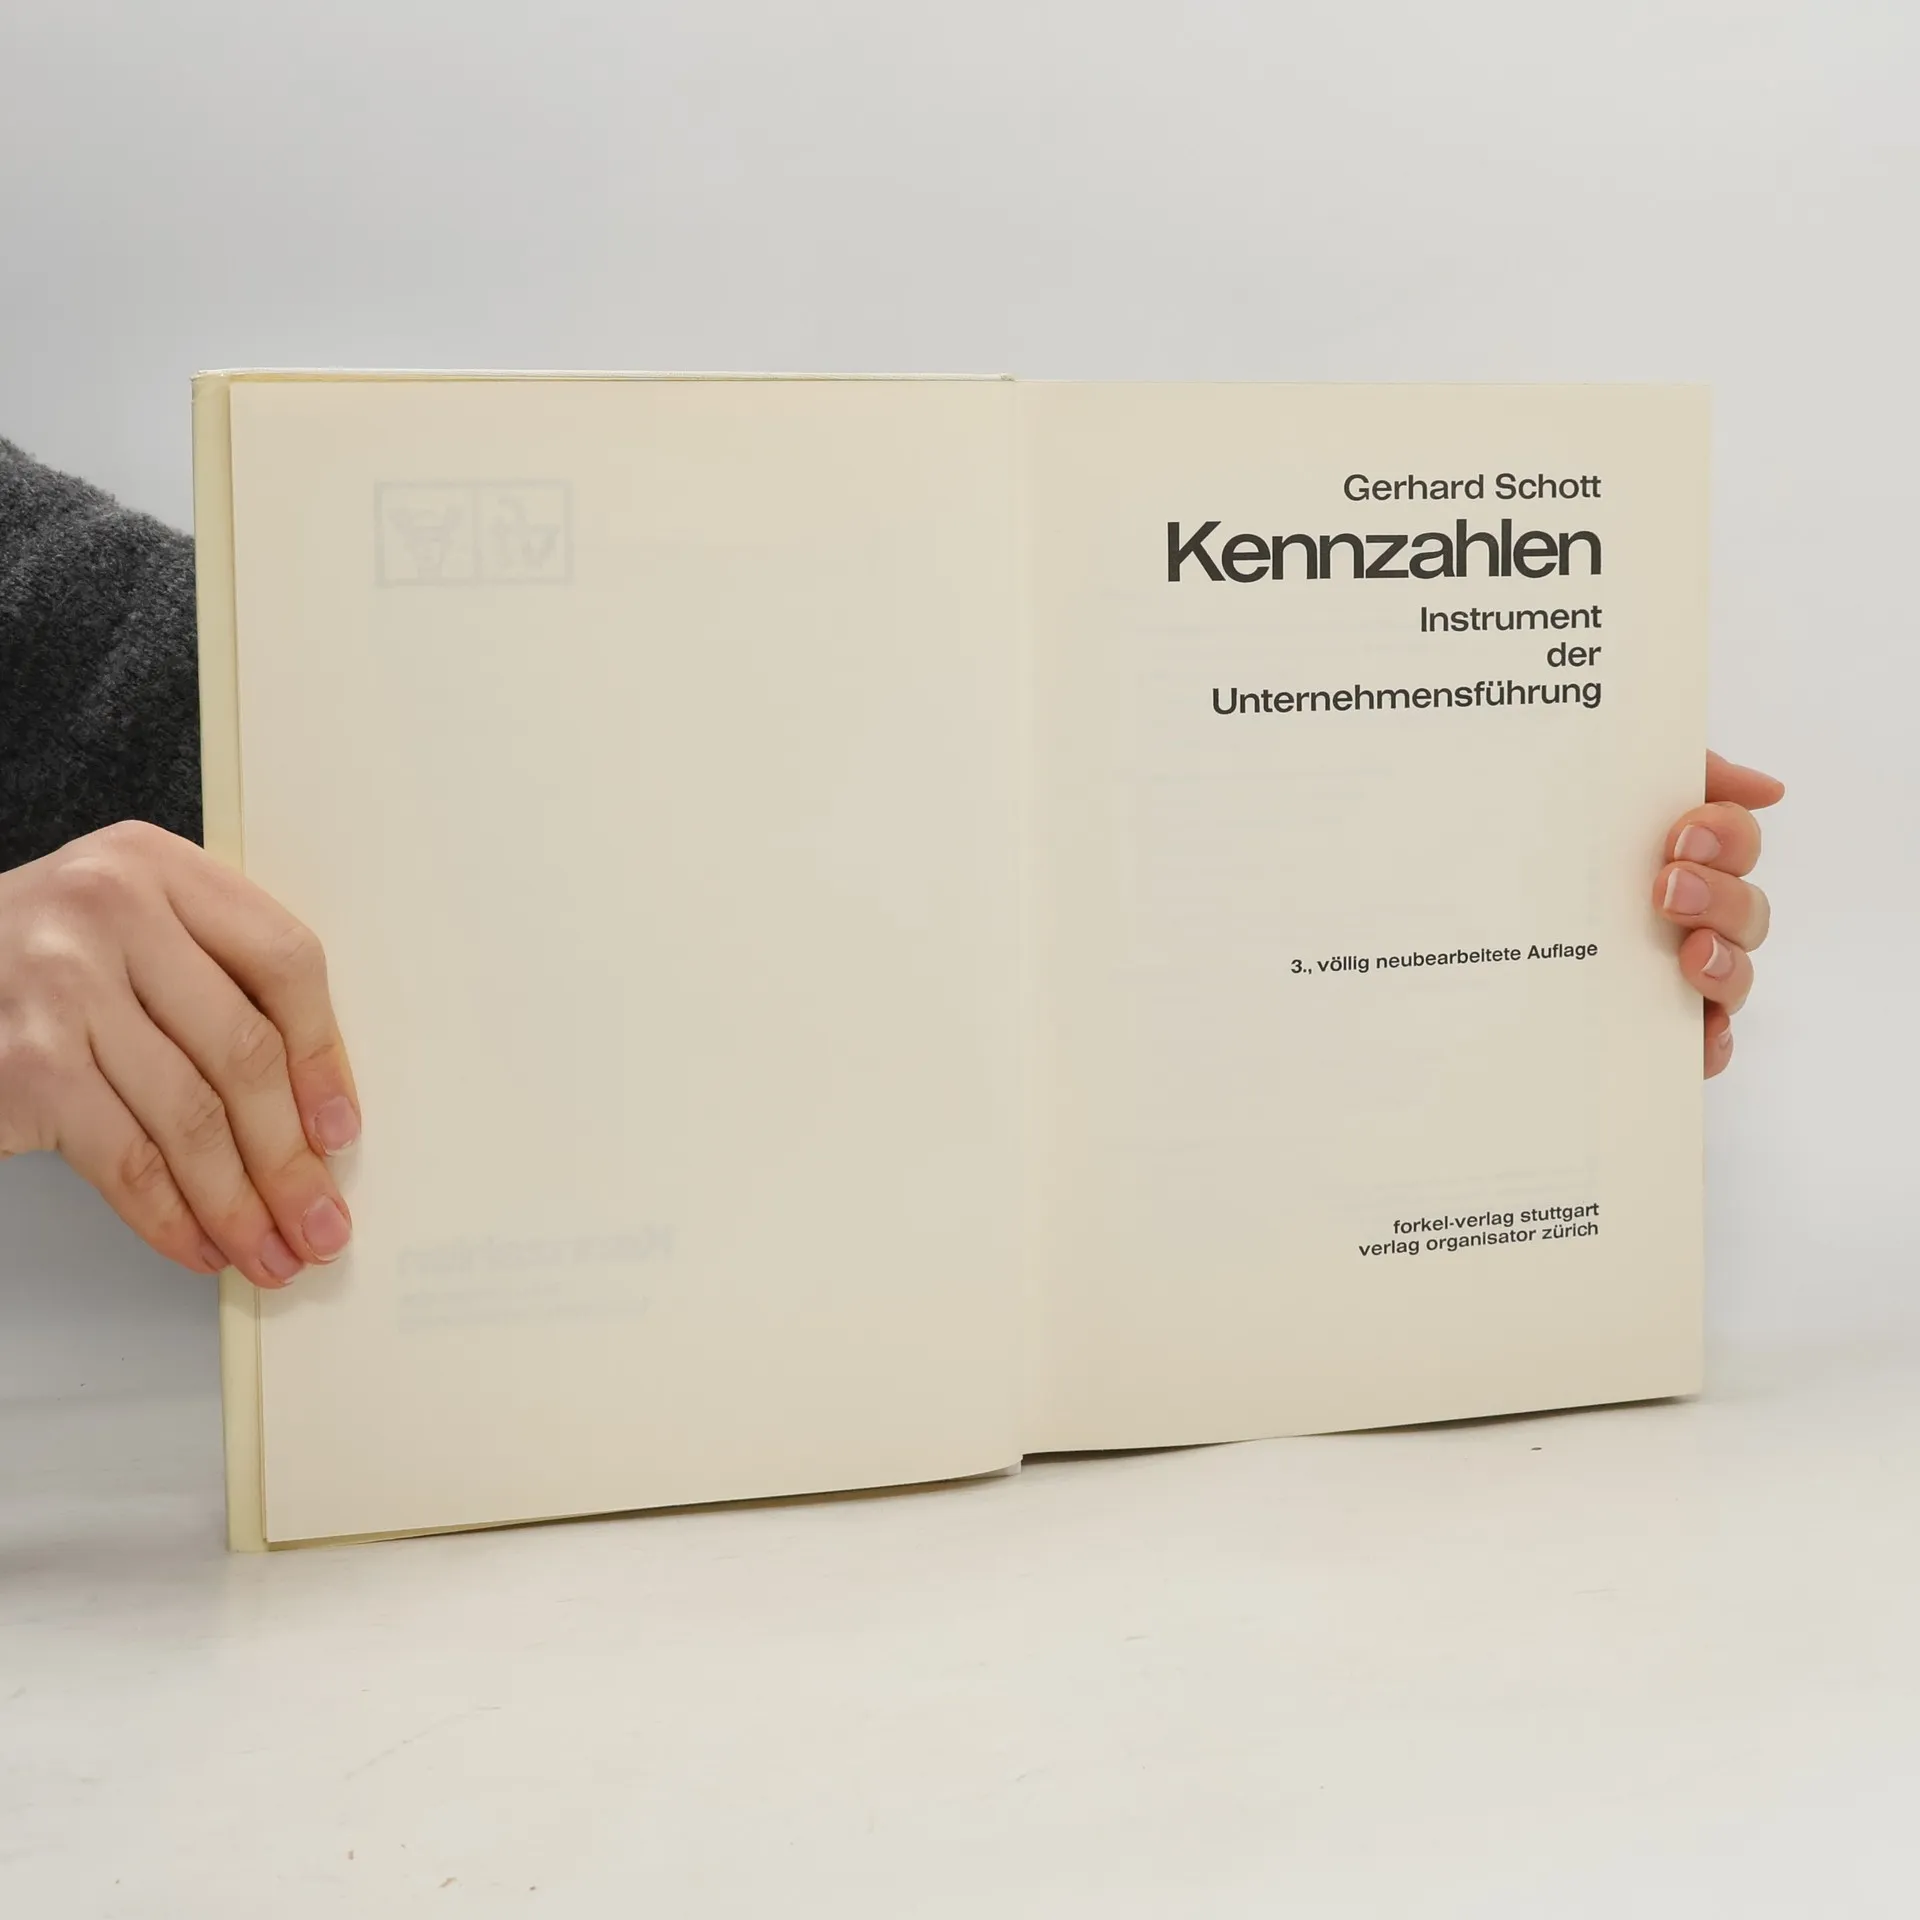 Gerhard Schott
Kennzahlen
Instrument
der
Unternehmensführung
3., völlig neubearbeitete Auflage
forkel-verlag stuttgart
verlag organisator zürich